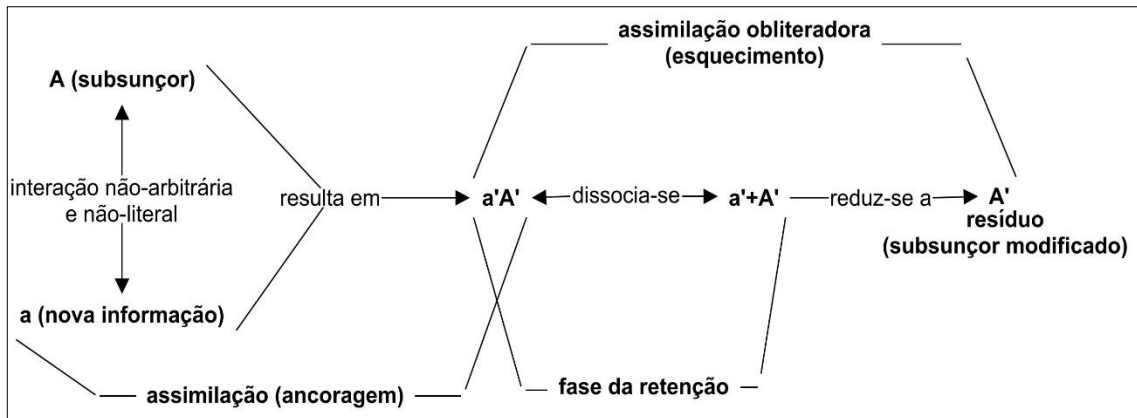 assimilação obliteradora
(esquecimento)
A (subsunçor)
interação não-arbitrária
e não-literal
resulta em
a'A'
dissocia-se
a'+A'
reduz-se a
A'
resíduo
(subsunçor modificado)
a (nova informação)
assimilação (ancoragem)
fase da retenção